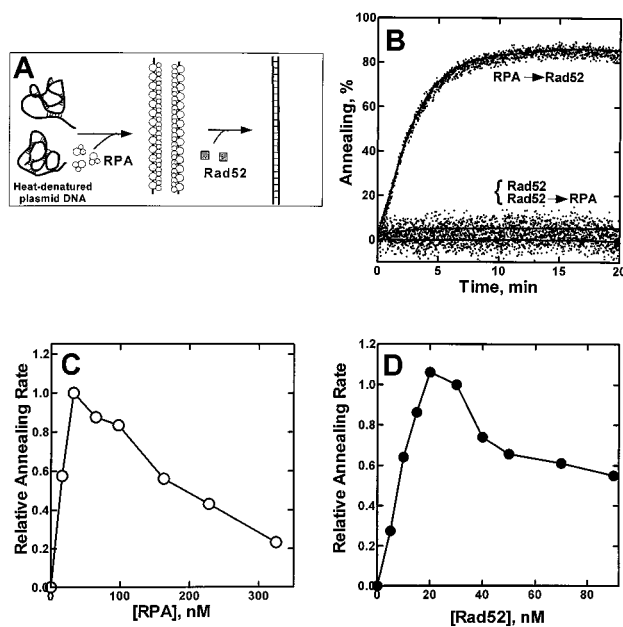 A
RPA
Rad52
Heat-denatured
plasmid DNA
B
Annealing, %
100
80
60
40
20
0
RPA → Rad52
{ Rad52
Rad52 → RPA
0 5 10 15 20
Time, min
C
Relative Annealing Rate
1.2
1.0
0.8
0.6
0.4
0.2
0.0
0 100 200 300
[RPA], nM
D
Relative Annealing Rate
1.2
1.0
0.8
0.6
0.4
0.2
0.0
0 20 40 60 80
[Rad52], nM